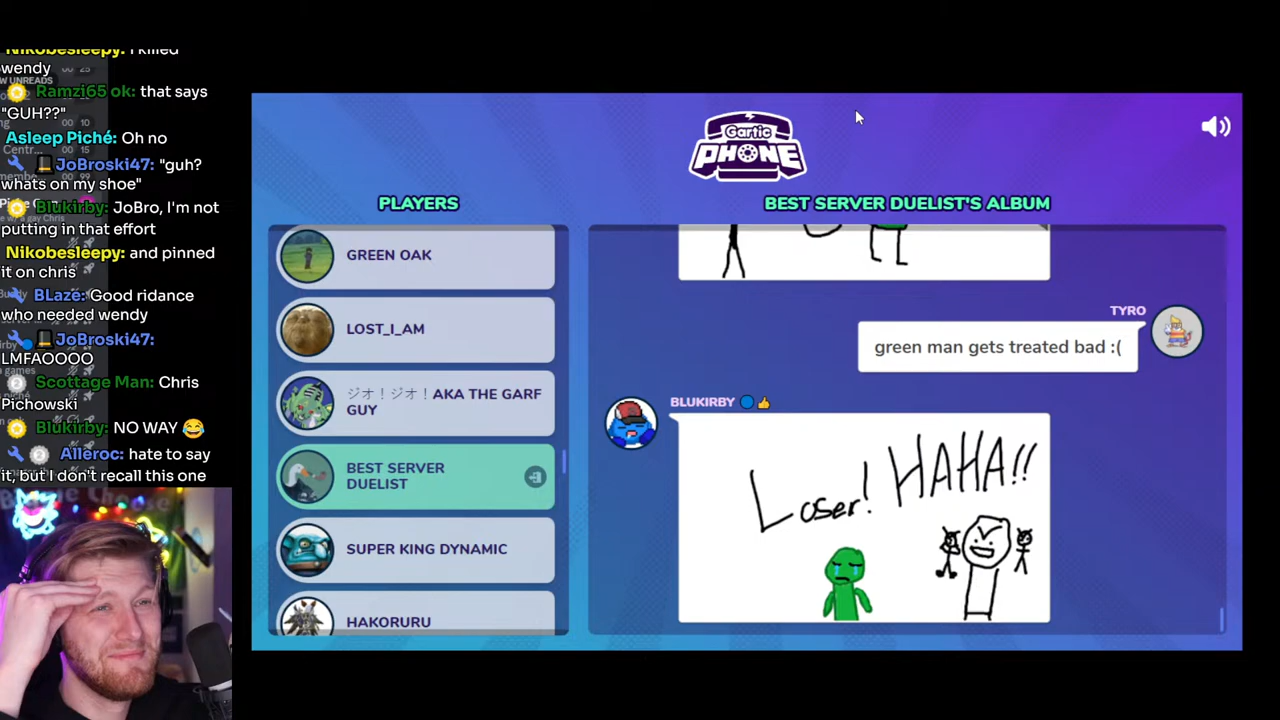 Nikobesleepy: I killed
wendy
Ramzi65 ok: that says
"GUH??"
Asleep Piché: Oh no
JoBroski47: "guh?
whats on my shoe"
Blukirby: JoBro, I'm not
putting in that effort
Nikobesleepy: and pinned
it on chris
BLaze: Good ridance
who needed wendy
JoBroski47:
LMFAOOOO
Scottage Man: Chris
Pichowski
Blukirby: NO WAY 😂
Alleroc: hate to say
it, but I don't recall this one
Gartic
PHONE
PLAYERS
GREEN OAK
LOST_I_AM
ジオ！ジオ！AKA THE GARF
GUY
BEST SERVER
DUELIST
SUPER KING DYNAMIC
HAKORURU
BEST SERVER DUELIST'S ALBUM
TYRO
green man gets treated bad :(
BLUKIRBY 🔵 👍
Loser! HAHA!!